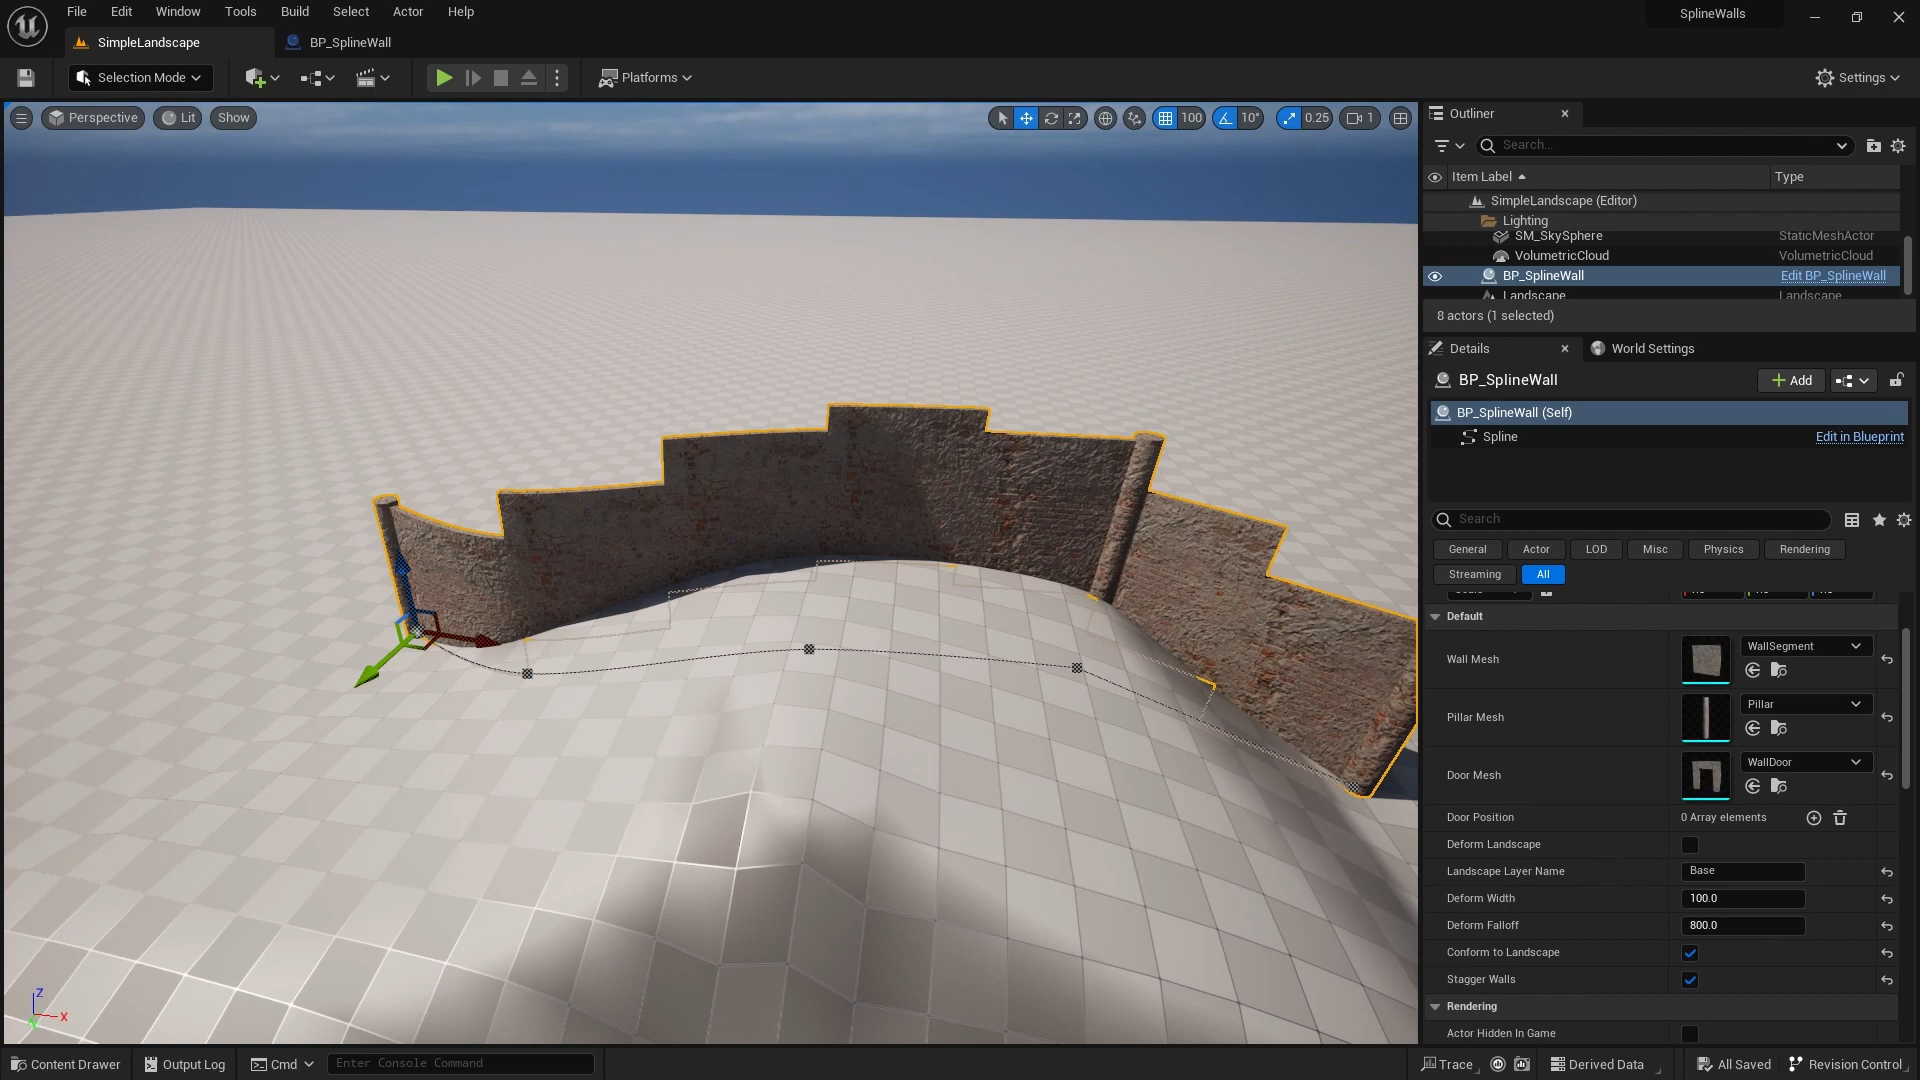 File Edit Window Tools Build Select Actor Help
SplineWalls
SimpleLandscape
BP_SplineWall
Selection Mode
Platforms
Settings
Perspective
Lit
Show
100
10°
0.25
1
Outliner
Search...
Item Label
Type
SimpleLandscape (Editor)
Lighting
SM_SkySphere
StaticMeshActor
VolumetricCloud
VolumetricCloud
BP_SplineWall
Edit BP_SplineWall
Landscape
Landscape
8 actors (1 selected)
Details
World Settings
BP_SplineWall
Add
BP_SplineWall (Self)
Spline
Edit in Blueprint
Search
General
Actor
LOD
Misc
Physics
Rendering
Streaming
All
Default
Wall Mesh
WallSegment
Pillar Mesh
Pillar
Door Mesh
WallDoor
Door Position
0 Array elements
Deform Landscape
Landscape Layer Name
Base
Deform Width
100.0
Deform Falloff
800.0
Conform to Landscape
Stagger Walls
Rendering
Actor Hidden In Game
Z
X
Content Drawer
Output Log
Cmd
Enter Console Command
Trace
Derived Data
All Saved
Revision Control